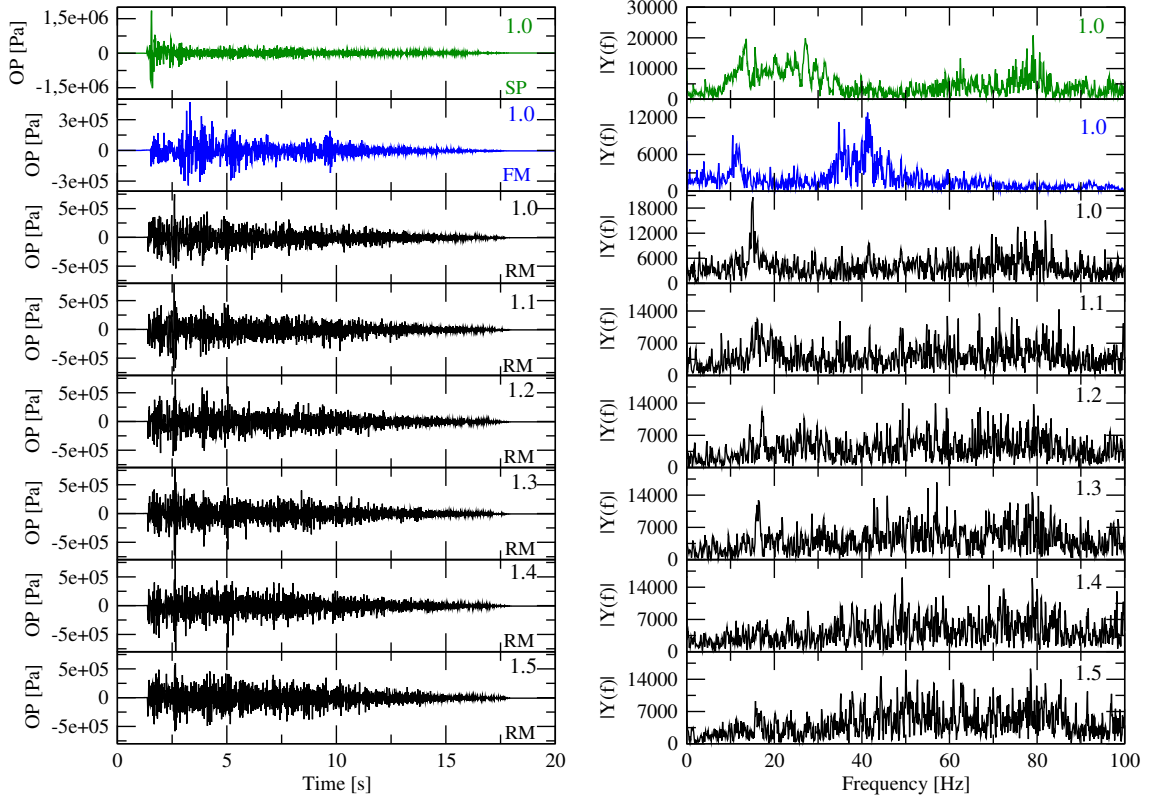 OP [Pa] 1,5e+06 0 -1.5e+06 1.0 SP
OP [Pa] 3e+05 0 -3e+05 1.0 FM
OP [Pa] 5e+05 0 -5e+05 1.0 RM
OP [Pa] 5e+05 0 -5e+05 1.1 RM
OP [Pa] 5e+05 0 -5e+05 1.2 RM
OP [Pa] 5e+05 0 -5e+05 1.3 RM
OP [Pa] 5e+05 0 -5e+05 1.4 RM
OP [Pa] 5e+05 0 -5e+05 1.5 RM
0 5 10 15 20
Time [s]
|Y(f)| 30000 20000 10000 0 1.0
|Y(f)| 12000 6000 0 1.0
|Y(f)| 18000 12000 6000 0 1.0
|Y(f)| 14000 7000 0 1.1
|Y(f)| 14000 7000 0 1.2
|Y(f)| 14000 7000 0 1.3
|Y(f)| 14000 7000 0 1.4
|Y(f)| 14000 7000 0 1.5
0 20 40 60 80 100
Frequency [Hz]